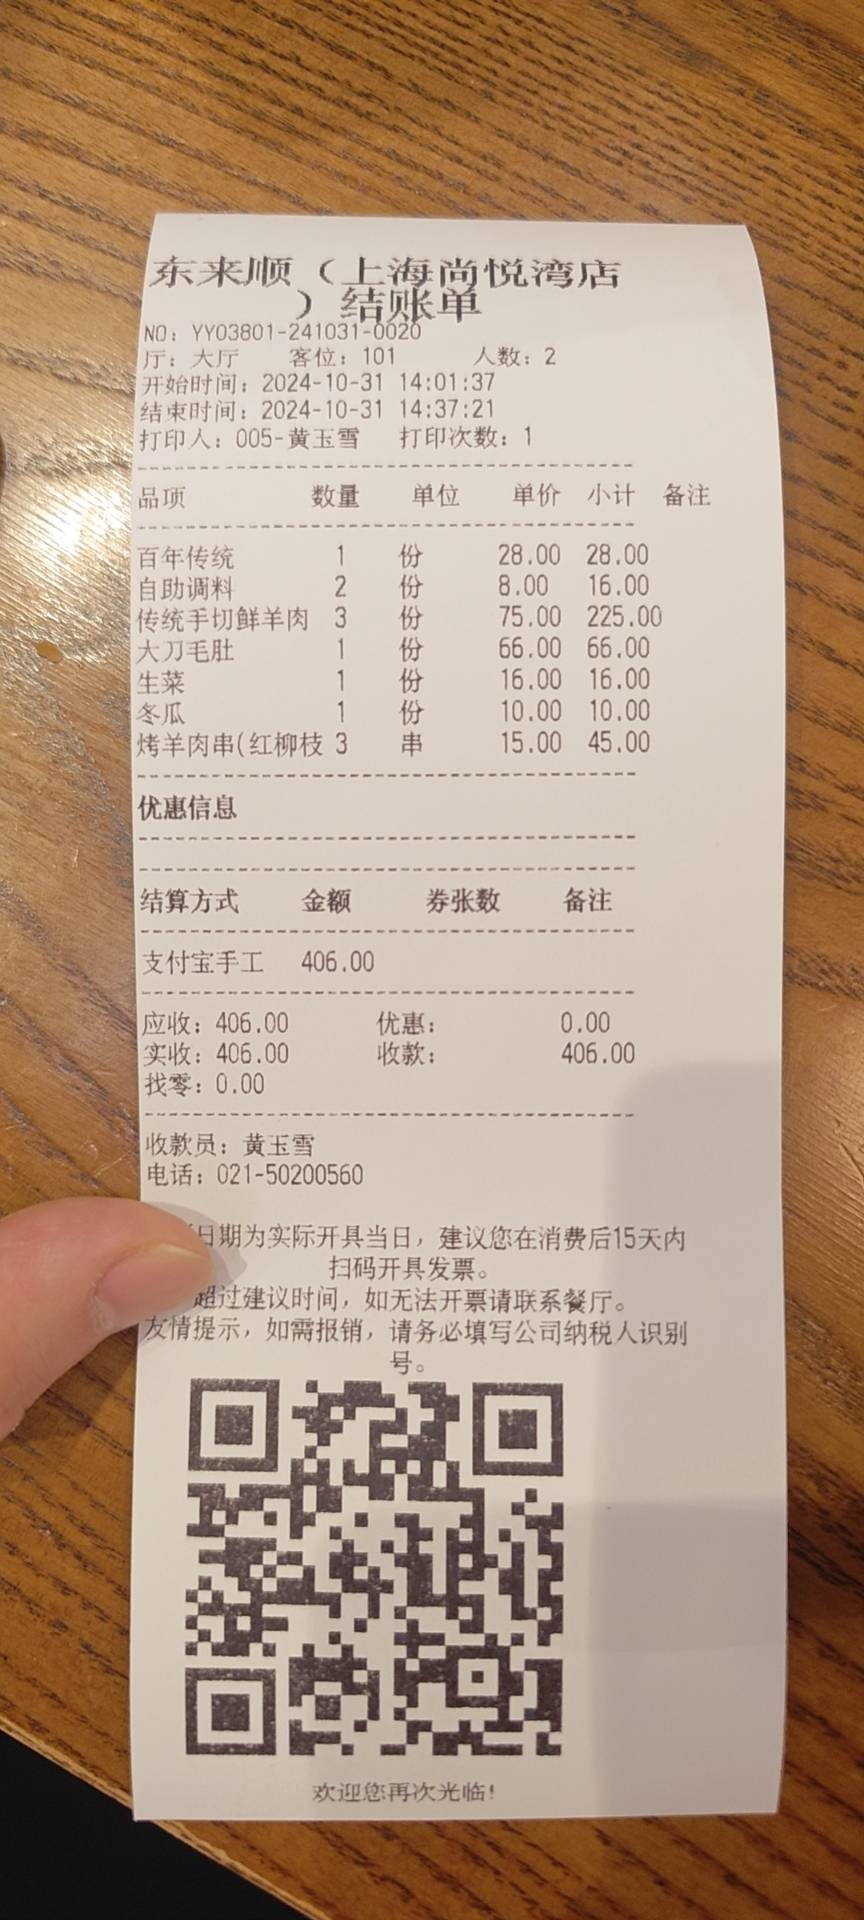 东来顺（上海尚悦湾店
）结账单
NO：YY03801-241031-0020
厅：大厅 客位：101 人数：2
开始时间：2024-10-31 14:01:37
结束时间：2024-10-31 14:37:21
打印人：005-黄玉雪 打印次数：1
品项 数量 单位 单价 小计 备注
百年传统 1 份 28.00 28.00
自助调料 2 份 8.00 16.00
传统手切鲜羊肉 3 份 75.00 225.00
大刀毛肚 1 份 66.00 66.00
生菜 1 份 16.00 16.00
冬瓜 1 份 10.00 10.00
烤羊肉串(红柳枝 3 串 15.00 45.00
优惠信息
结算方式 金额 券张数 备注
支付宝手工 406.00
应收：406.00 优惠： 0.00
实收：406.00 收款： 406.00
找零：0.00
收款员：黄玉雪
电话：021-50200560
日期为实际开具当日，建议您在消费后15天内
扫码开具发票。
超过建议时间，如无法开票请联系餐厅。
友情提示，如需报销，请务必填写公司纳税人识别
号。
欢迎您再次光临!